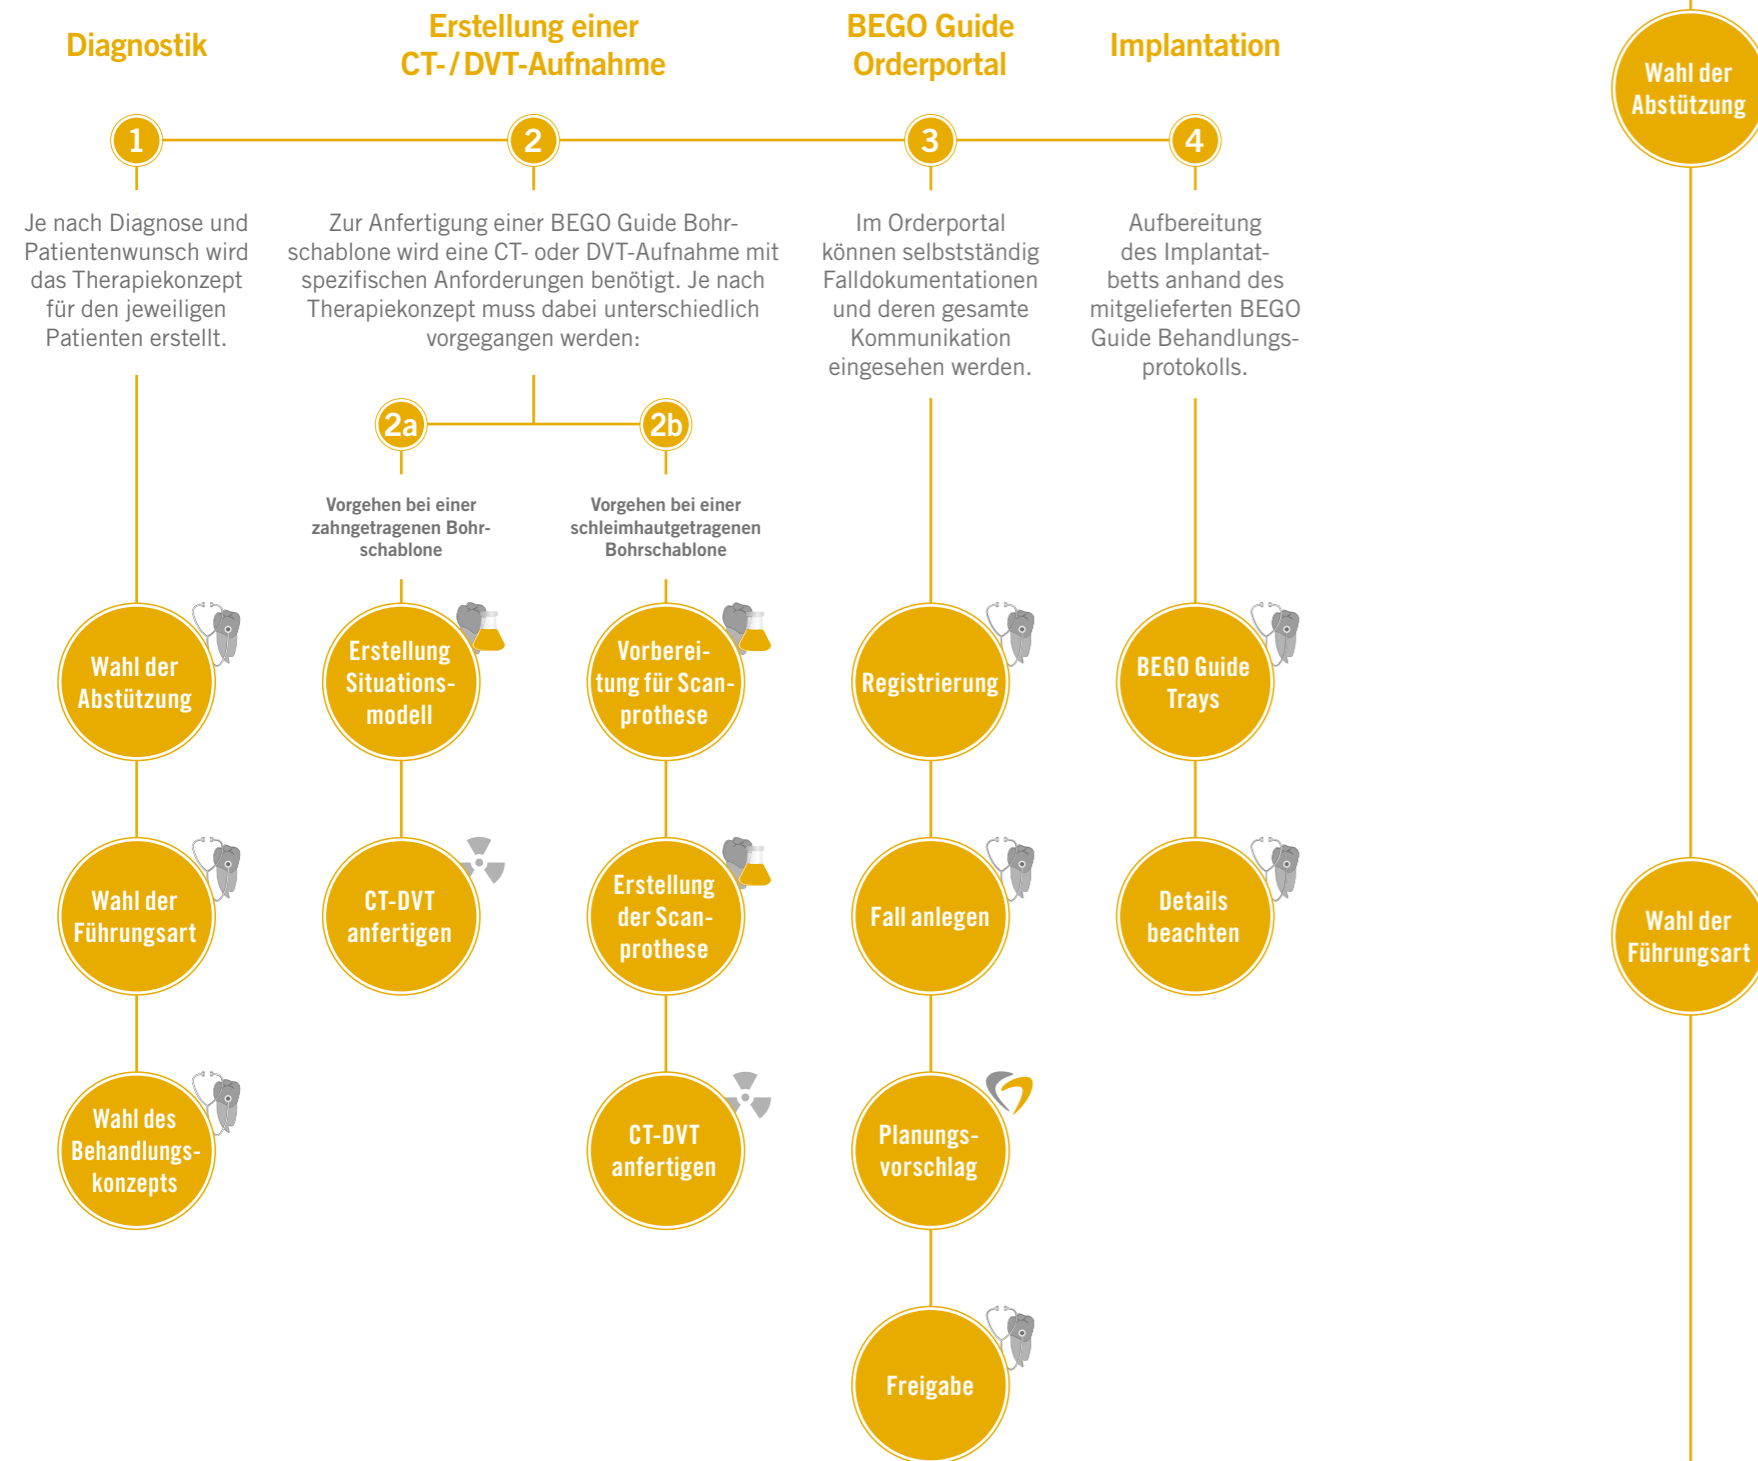 Diagnostik
1
Je nach Diagnose und
Patientenwunsch wird
das Therapiekonzept
für den jeweiligen
Patienten erstellt.
Wahl der
Abstützung
Wahl der
Führungsart
Wahl des
Behandlungs-
konzepts
Erstellung einer
CT-/DVT-Aufnahme
2
Zur Anfertigung einer BEGO Guide Bohr-
schablone wird eine CT- oder DVT-Aufnahme mit
spezifischen Anforderungen benötigt. Je nach
Therapiekonzept muss dabei unterschiedlich
vorgegangen werden:
2a
Vorgehen bei einer
zahngetragenen Bohr-
schablone
Erstellung
Situations-
modell
CT-DVT
anfertigen
2b
Vorgehen bei einer
schleimhautgetragenen
Bohrschablone
Vorberei-
tung für Scan-
prothese
Erstellung
der Scan-
prothese
CT-DVT
anfertigen
BEGO Guide
Orderportal
3
Im Orderportal
können selbstständig
Falldokumentationen
und deren gesamte
Kommunikation
eingesehen werden.
Registrierung
Fall anlegen
Planungs-
vorschlag
Freigabe
Implantation
4
Aufbereitung
des Implantat-
betts anhand des
mitgelieferten BEGO
Guide Behandlungs-
protokolls.
BEGO Guide
Trays
Details
beachten
Wahl der
Abstützung
Wahl der
Führungsart